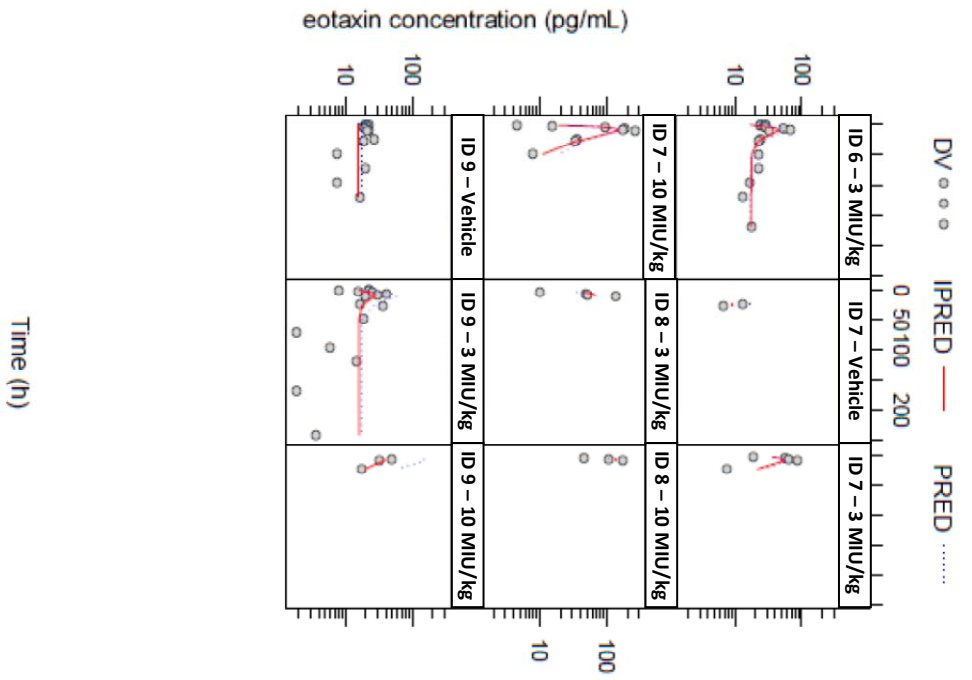 DV IPRED PRED
0 50 100 200
ID 6 – 3 MIU/kg
ID 7 – Vehicle
ID 7 – 3 MIU/kg
100
10
ID 7 – 10 MIU/kg
ID 8 – 3 MIU/kg
ID 8 – 10 MIU/kg
100
10
ID 9 – Vehicle
ID 9 – 3 MIU/kg
ID 9 – 10 MIU/kg
100
10
eotaxin concentration (pg/mL)
Time (h)